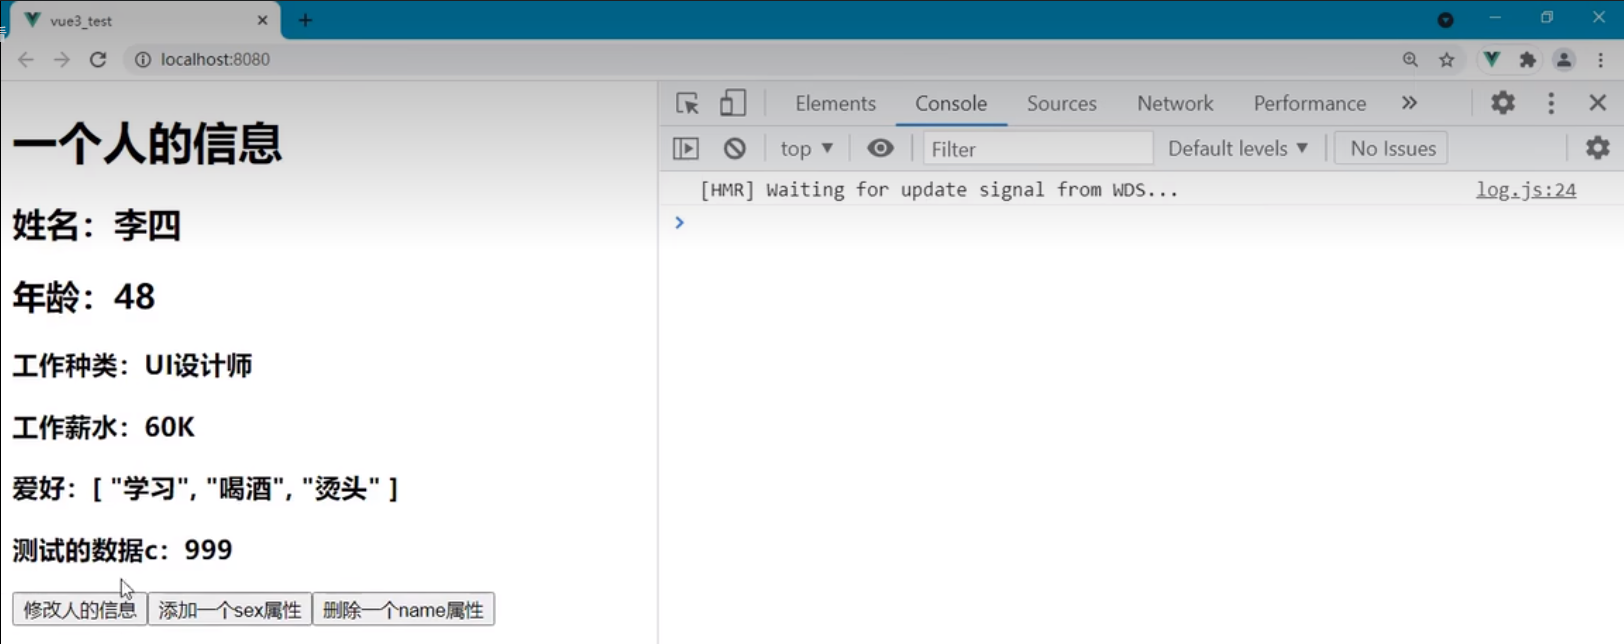 vue3_test
localhost:8080
一个人的信息
姓名：李四
年龄：48
工作种类：UI设计师
工作薪水：60K
爱好：[ "学习", "喝酒", "烫头" ]
测试的数据c：999
修改人的信息 添加一个sex属性 删除一个name属性
Elements Console Sources Network Performance »
top ▼ Filter Default levels ▼ No Issues
[HMR] Waiting for update signal from WDS... log.js:24